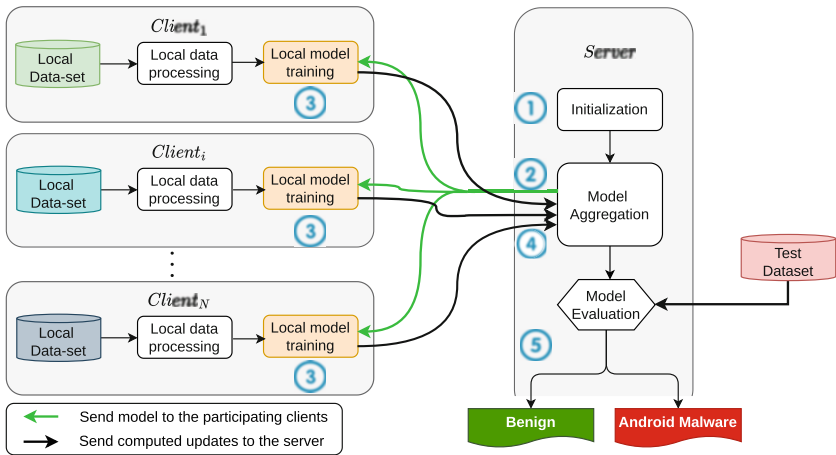 Client₁
Local
Data-set
Local data
processing
Local model
training
3
Clientᵢ
Local
Data-set
Local data
processing
Local model
training
3
Client_N
Local
Data-set
Local data
processing
Local model
training
3
Server
1
Initialization
2
Model
Aggregation
4
Test
Dataset
Model
Evaluation
5
Benign
Android Malware
Send model to the participating clients
Send computed updates to the server